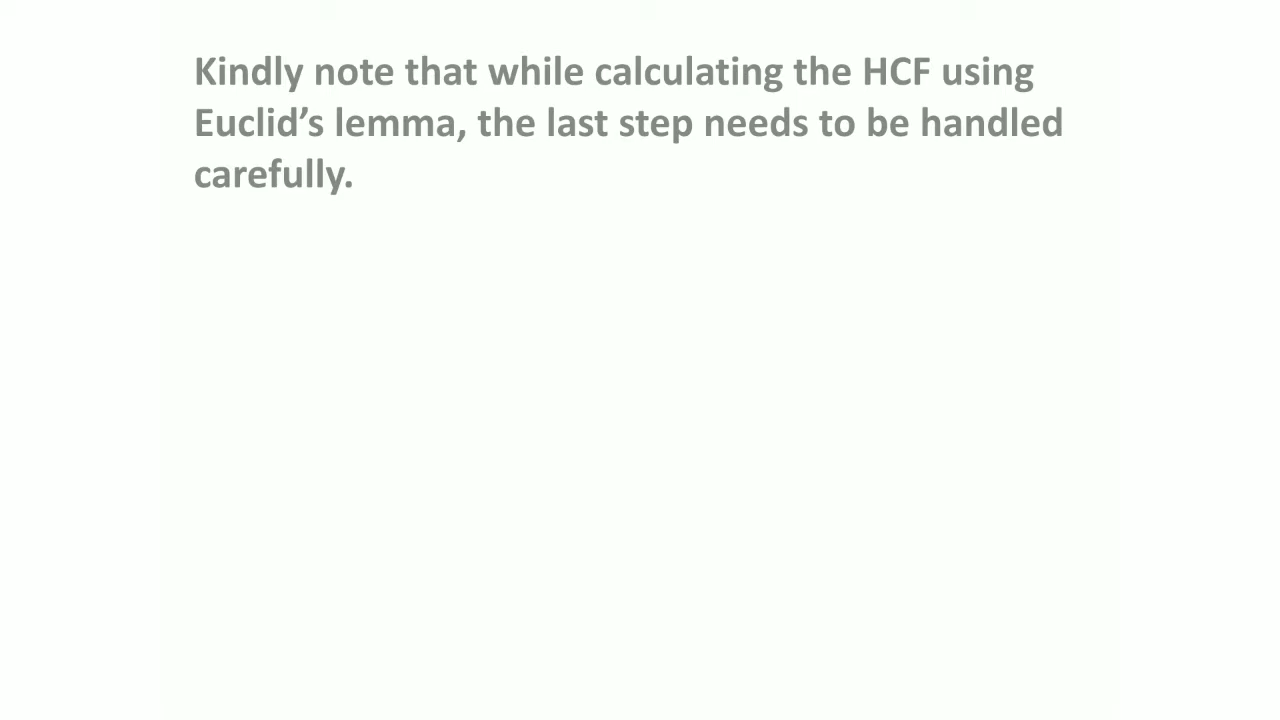 Kindly note that while calculating the HCF using
Euclid’s lemma, the last step needs to be handled
carefully.